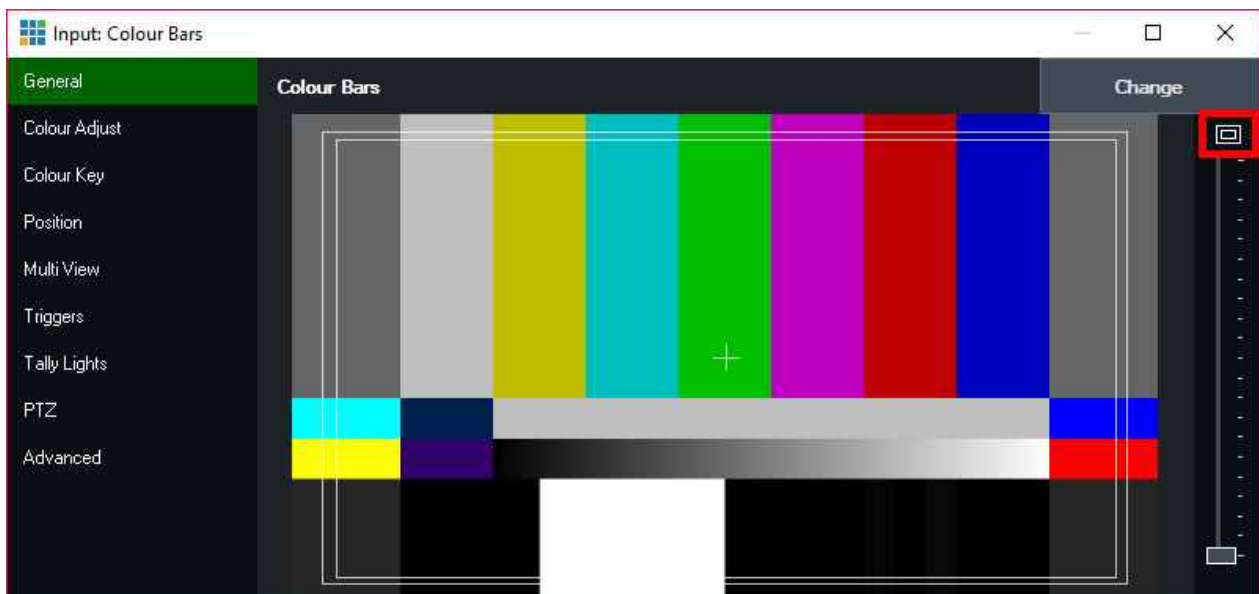 Input: Colour Bars
General
Colour Adjust
Colour Key
Position
Multi View
Triggers
Tally Lights
PTZ
Advanced
Colour Bars
Change